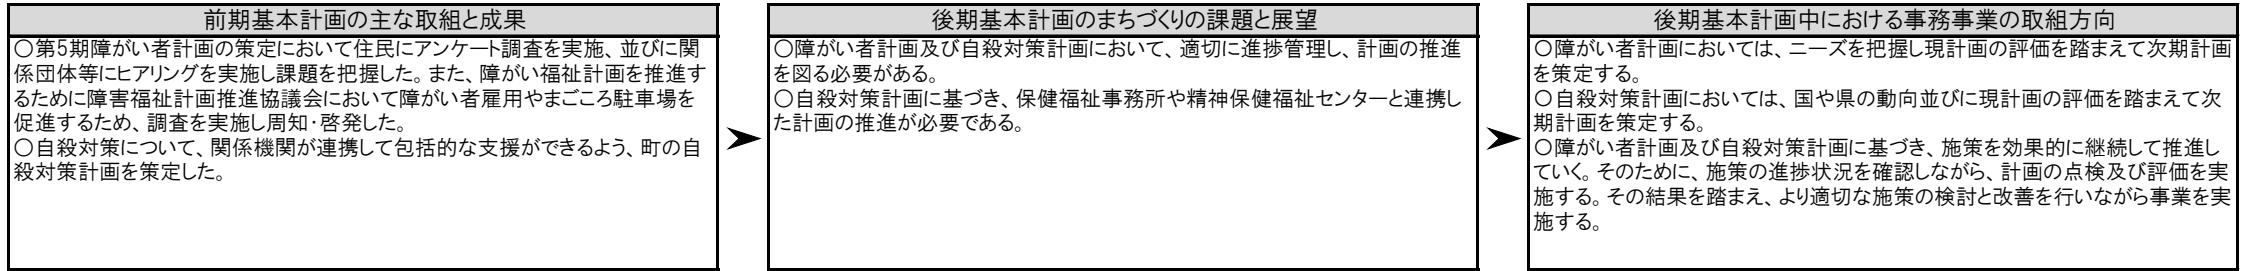 前期基本計画の主な取組と成果
〇第5期障がい者計画の策定において住民にアンケート調査を実施、並びに関
係団体等にヒアリングを実施し課題を把握した。また、障がい福祉計画を推進す
るために障害福祉計画推進協議会において障がい者雇用やまごころ駐車場を
促進するため、調査を実施し周知・啓発した。
〇自殺対策について、関係機関が連携して包括的な支援ができるよう、町の自
殺対策計画を策定した。
後期基本計画のまちづくりの課題と展望
〇障がい者計画及び自殺対策計画において、適切に進捗管理し、計画の推進
を図る必要がある。
〇自殺対策計画に基づき、保健福祉事務所や精神保健福祉センターと連携し
た計画の推進が必要である。
後期基本計画中における事務事業の取組方向
〇障がい者計画においては、ニーズを把握し現計画の評価を踏まえて次期計画
を策定する。
〇自殺対策計画においては、国や県の動向並びに現計画の評価を踏まえて次
期計画を策定する。
〇障がい者計画及び自殺対策計画に基づき、施策を効果的に継続して推進し
ていく。そのために、施策の進捗状況を確認しながら、計画の点検及び評価を実
施する。その結果を踏まえ、より適切な施策の検討と改善を行いながら事業を実
施する。